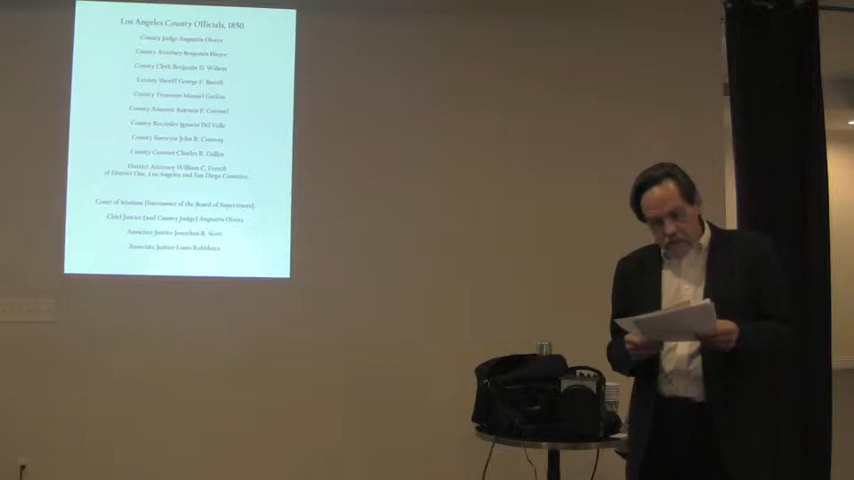 Los Angeles County Officials, 1850
County Judge Augustin Olvera
County Attorney Benjamin Hayes
County Clerk Benjamin D. Wilson
County Sheriff George T. Burrill
County Treasurer Manuel Garfias
County Assessor Antonio F. Coronel
County Recorder Ignacio Del Valle
County Surveyor John R. Conway
County Coroner Charles B. Cullen
District Attorney William C. Ferrell
of District One, Los Angeles and San Diego Counties
Court of Sessions (forerunner of the Board of Supervisors)
Chief Justice (and County Judge) Augustin Olvera
Associate Justice Jonathan R. Scott
Associate Justice Louis Robidoux